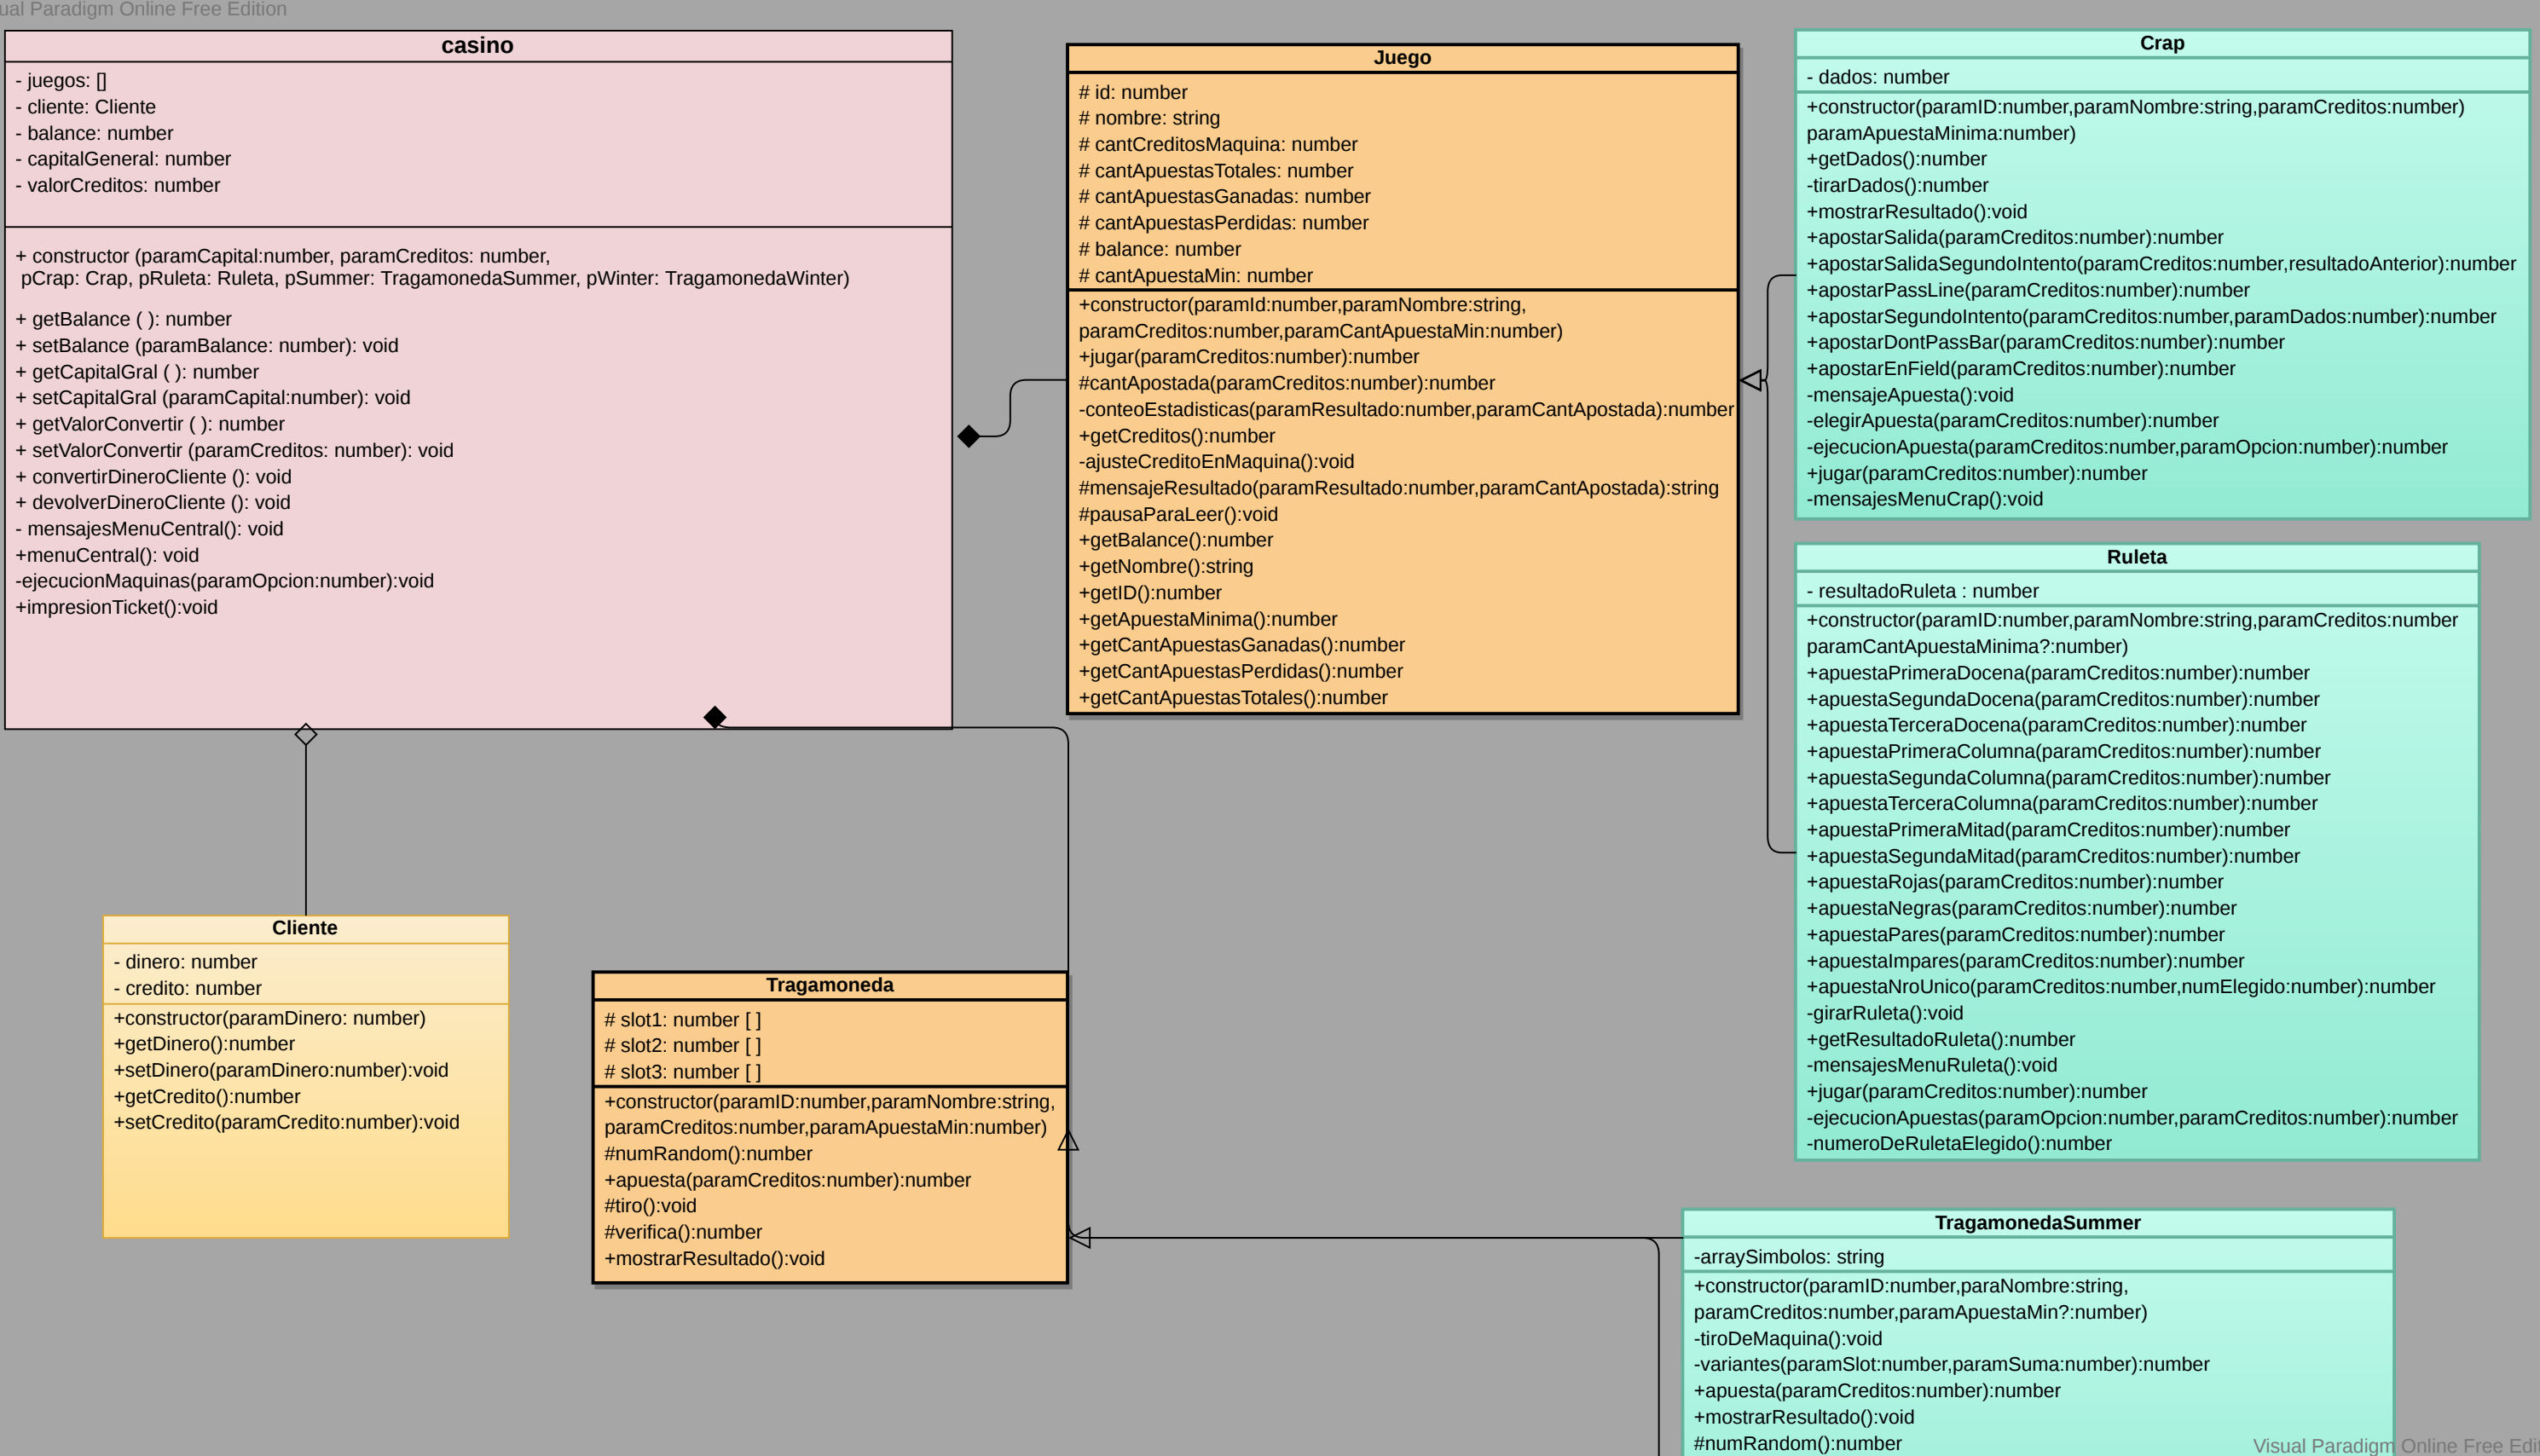 ual Paradigm Online Free Edition
casino
- juegos: []
- cliente: Cliente
- balance: number
- capitalGeneral: number
- valorCreditos: number
+ constructor (paramCapital:number, paramCreditos: number,
pCrap: Crap, pRuleta: Ruleta, pSummer: TragamonedaSummer, pWinter: TragamonedaWinter)
+ getBalance ( ): number
+ setBalance (paramBalance: number): void
+ getCapitalGral ( ): number
+ setCapitalGral (paramCapital:number): void
+ getValorConvertir ( ): number
+ setValorConvertir (paramCreditos: number): void
+ convertirDineroCliente (): void
+ devolverDineroCliente (): void
- mensajesMenuCentral(): void
+menuCentral(): void
-ejecucionMaquinas(paramOpcion:number):void
+impresionTicket():void
Juego
# id: number
# nombre: string
# cantCreditosMaquina: number
# cantApuestasTotales: number
# cantApuestasGanadas: number
# cantApuestasPerdidas: number
# balance: number
# cantApuestaMin: number
+constructor(paramId:number,paramNombre:string,
paramCreditos:number,paramCantApuestaMin:number)
+jugar(paramCreditos:number):number
#cantApostada(paramCreditos:number):number
-conteoEstadisticas(paramResultado:number,paramCantApostada):number
+getCreditos():number
-ajusteCreditoEnMaquina():void
#mensajeResultado(paramResultado:number,paramCantApostada):string
#pausaParaLeer():void
+getBalance():number
+getNombre():string
+getID():number
+getApuestaMinima():number
+getCantApuestasGanadas():number
+getCantApuestasPerdidas():number
+getCantApuestasTotales():number
Crap
- dados: number
+constructor(paramID:number,paramNombre:string,paramCreditos:number)
paramApuestaMinima:number)
+getDados():number
-tirarDados():number
+mostrarResultado():void
+apostarSalida(paramCreditos:number):number
+apostarSalidaSegundoIntento(paramCreditos:number,resultadoAnterior):number
+apostarPassLine(paramCreditos:number):number
+apostarSegundoIntento(paramCreditos:number,paramDados:number):number
+apostarDontPassBar(paramCreditos:number):number
+apostarEnField(paramCreditos:number):number
-mensajeApuesta():void
-elegirApuesta(paramCreditos:number):number
-ejecucionApuesta(paramCreditos:number,paramOpcion:number):number
+jugar(paramCreditos:number):number
-mensajesMenuCrap():void
Ruleta
- resultadoRuleta : number
+constructor(paramID:number,paramNombre:string,paramCreditos:number
paramCantApuestaMinima?:number)
+apuestaPrimeraDocena(paramCreditos:number):number
+apuestaSegundaDocena(paramCreditos:number):number
+apuestaTerceraDocena(paramCreditos:number):number
+apuestaPrimeraColumna(paramCreditos:number):number
+apuestaSegundaColumna(paramCreditos:number):number
+apuestaTerceraColumna(paramCreditos:number):number
+apuestaPrimeraMitad(paramCreditos:number):number
+apuestaSegundaMitad(paramCreditos:number):number
+apuestaRojas(paramCreditos:number):number
+apuestaNegras(paramCreditos:number):number
+apuestaPares(paramCreditos:number):number
+apuestaImpares(paramCreditos:number):number
+apuestaNroUnico(paramCreditos:number,numElegido:number):number
-girarRuleta():void
+getResultadoRuleta():number
-mensajesMenuRuleta():void
+jugar(paramCreditos:number):number
-ejecucionApuestas(paramOpcion:number,paramCreditos:number):number
-numeroDeRuletaElegido():number
Cliente
- dinero: number
- credito: number
+constructor(paramDinero: number)
+getDinero():number
+setDinero(paramDinero:number):void
+getCredito():number
+setCredito(paramCredito:number):void
Tragamoneda
# slot1: number [ ]
# slot2: number [ ]
# slot3: number [ ]
+constructor(paramID:number,paramNombre:string,
paramCreditos:number,paramApuestaMin:number)
#numRandom():number
+apuesta(paramCreditos:number):number
#tiro():void
#verifica():number
+mostrarResultado():void
TragamonedaSummer
-arraySimbolos: string
+constructor(paramID:number,paraNombre:string,
paramCreditos:number,paramApuestaMin?:number)
-tiroDeMaquina():void
-variantes(paramSlot:number,paramSuma:number):number
+apuesta(paramCreditos:number):number
+mostrarResultado():void
#numRandom():number
Visual Paradigm Online Free Edi